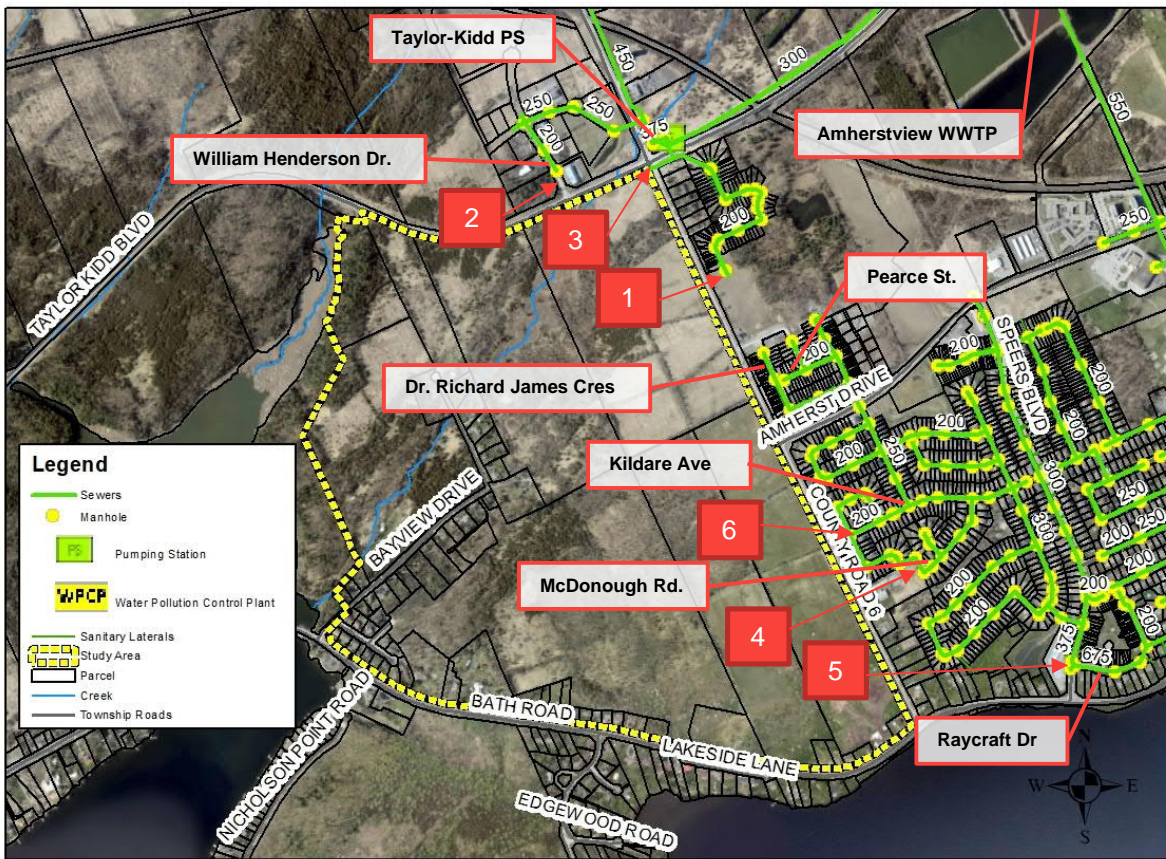 Taylor-Kidd PS
450
300
550
250
250
375
200
Amherstview WWTP
William Henderson Dr.
2
3
200
1
250
TAYLOR KIDD BLVD
Pearce St.
200
Dr. Richard James Cres
AMHERST DRIVE
200
SPEERS BLVD
200
Kildare Ave
200
250
200
300
250
250
200
200
6
COUNTY ROAD 6
300
200
McDonough Rd.
200
200
200
200
4
375
5
675
Raycraft Dr
BAYVIEW DRIVE
BATH ROAD
LAKESIDE LANE
NICHOLSON POINT ROAD
EDGEWOOD ROAD
Legend
Sewers
Manhole
PS
Pumping Station
WPCP
Water Pollution Control Plant
Sanitary Laterals
Study Area
Parcel
Creek
Township Roads
N
W
E
S